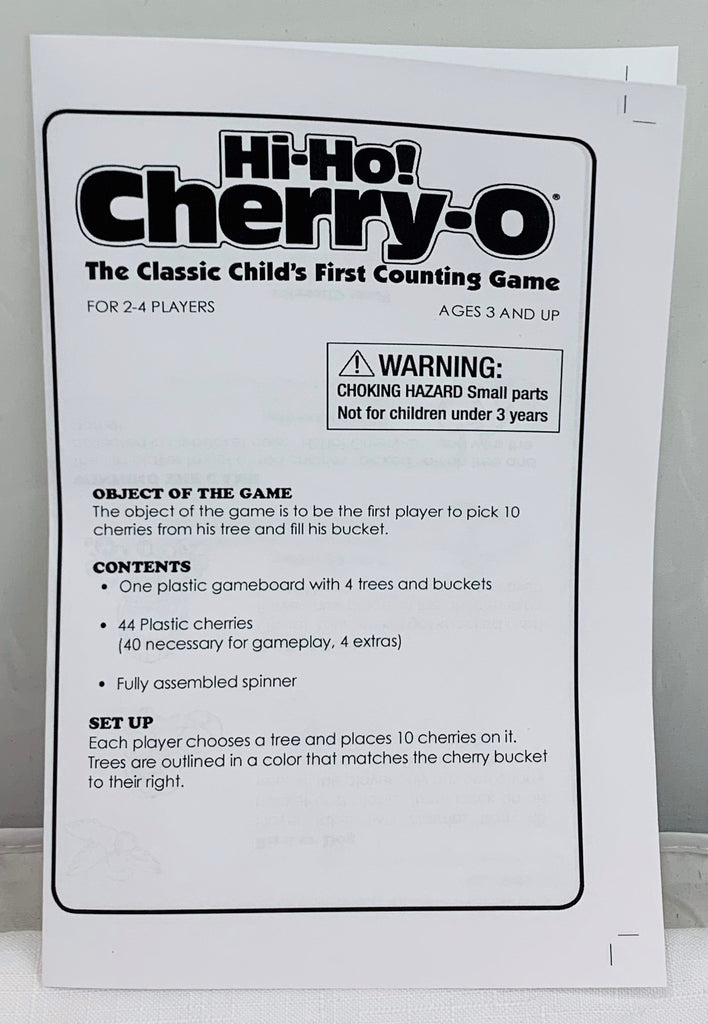 Hi-Ho!
Cherry-O®
The Classic Child's First Counting Game
FOR 2-4 PLAYERS AGES 3 AND UP
⚠ WARNING:
CHOKING HAZARD Small parts
Not for children under 3 years
OBJECT OF THE GAME
The object of the game is to be the first player to pick 10
cherries from his tree and fill his bucket.
CONTENTS
• One plastic gameboard with 4 trees and buckets
• 44 Plastic cherries
(40 necessary for gameplay, 4 extras)
• Fully assembled spinner
SET UP
Each player chooses a tree and places 10 cherries on it.
Trees are outlined in a color that matches the cherry bucket
to their right.